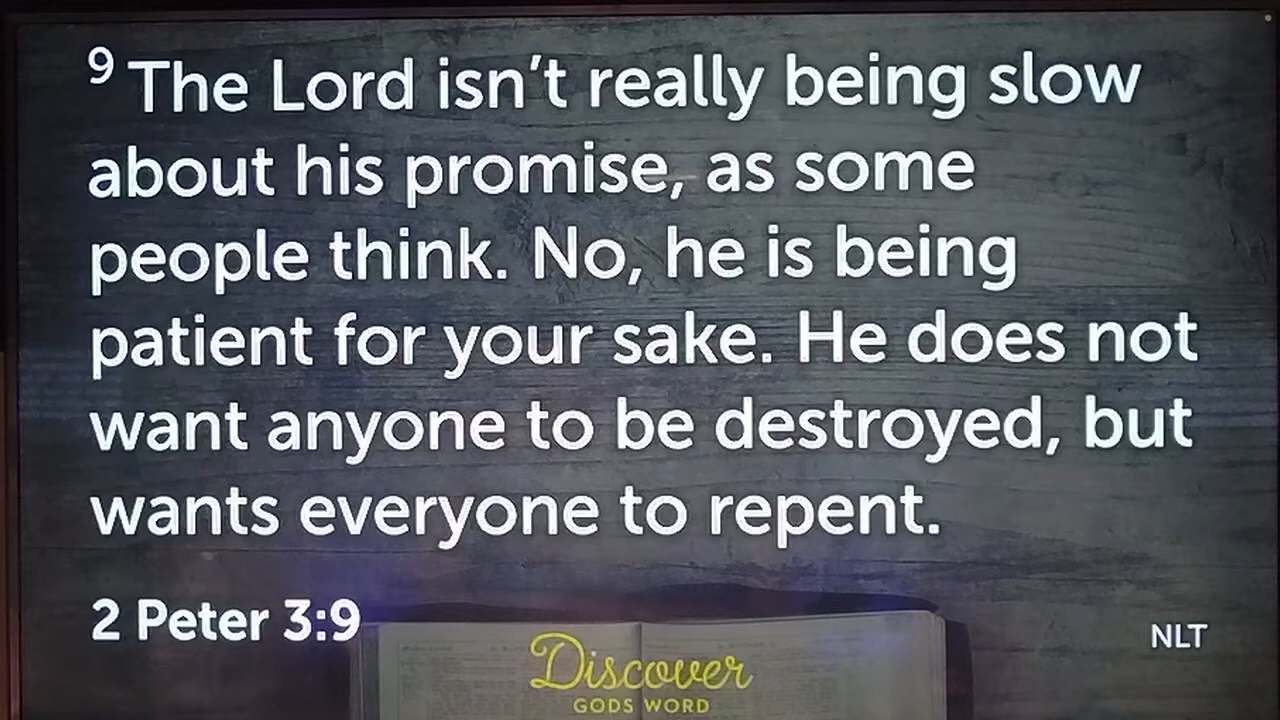 9 The Lord isn't really being slow
about his promise, as some
people think. No, he is being
patient for your sake. He does not
want anyone to be destroyed, but
wants everyone to repent.
2 Peter 3:9
NLT
Discover
GODS WORD